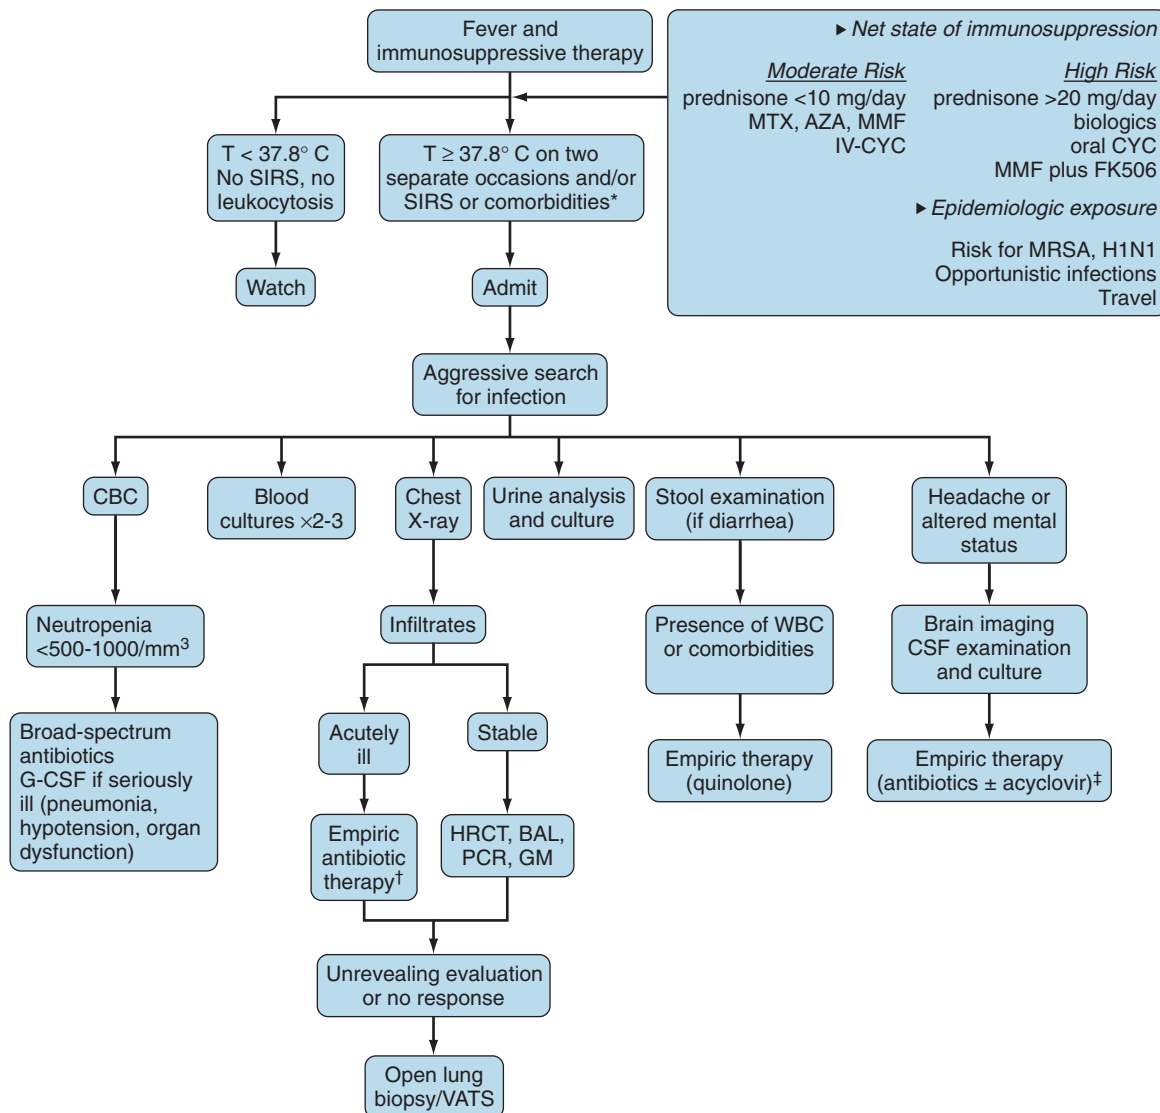 Fever and
immunosuppressive therapy
▸ Net state of immunosuppression
Moderate Risk
prednisone <10 mg/day
MTX, AZA, MMF
IV-CYC
High Risk
prednisone >20 mg/day
biologics
oral CYC
MMF plus FK506
▸ Epidemiologic exposure
Risk for MRSA, H1N1
Opportunistic infections
Travel
T < 37.8° C
No SIRS, no
leukocytosis
T ≥ 37.8° C on two
separate occasions and/or
SIRS or comorbidities*
Watch
Admit
Aggressive search
for infection
CBC
Blood
cultures ×2-3
Chest
X-ray
Urine analysis
and culture
Stool examination
(if diarrhea)
Headache or
altered mental
status
Neutropenia
<500-1000/mm³
Infiltrates
Presence of WBC
or comorbidities
Brain imaging
CSF examination
and culture
Broad-spectrum
antibiotics
G-CSF if seriously
ill (pneumonia,
hypotension, organ
dysfunction)
Acutely
ill
Stable
Empiric therapy
(quinolone)
Empiric therapy
(antibiotics ± acyclovir)‡
Empiric
antibiotic
therapy†
HRCT, BAL,
PCR, GM
Unrevealing evaluation
or no response
Open lung
biopsy/VATS